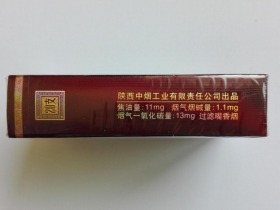 陕西中烟工业有限责任公司出品
焦油量：11mg 烟气烟碱量：1.1mg
烟气一氧化碳量：13mg 过滤嘴香烟